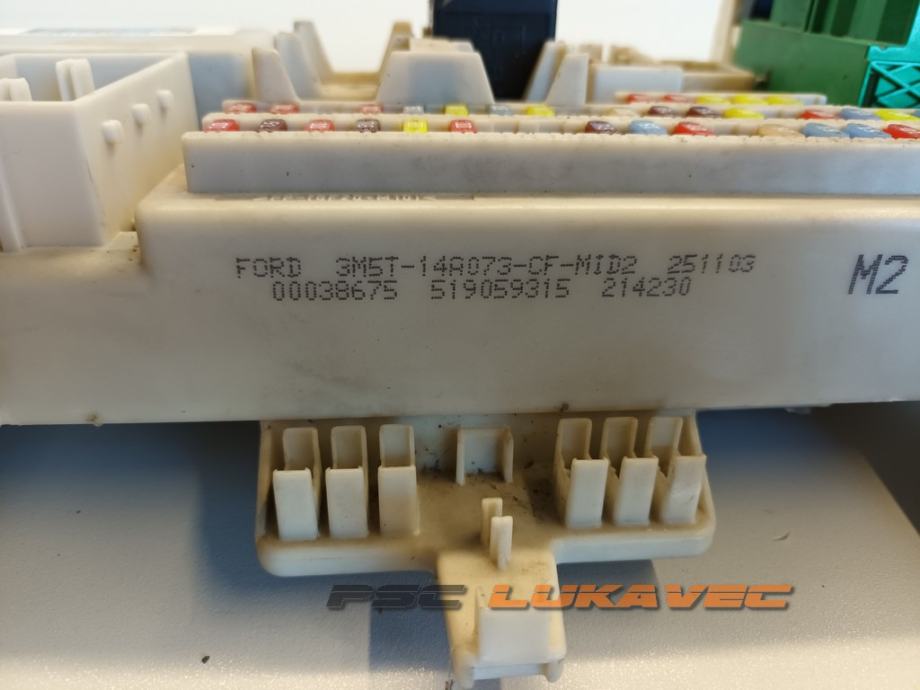 FORD 3M5T-14A073-CF-MID2 251103
00038675 519059315 214230
M2
PSC LUKAVEC